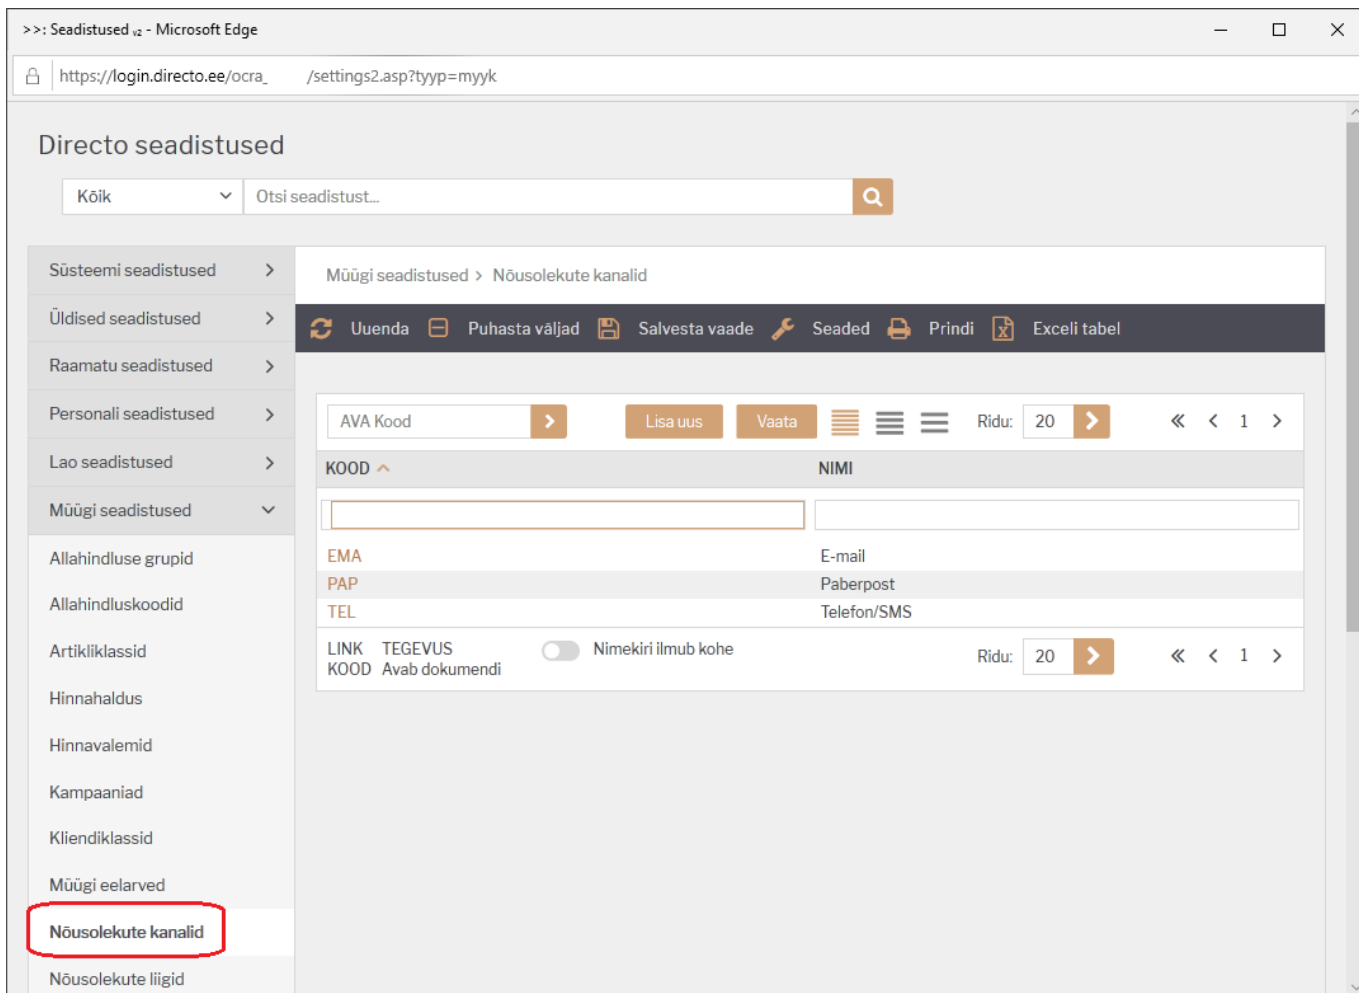 >>: Seadistused v2 - Microsoft Edge
https://login.directo.ee/ocra_ /settings2.asp?tyyp=myyk
Directo seadistused
Kõik Otsi seadistust...
Süsteemi seadistused
Üldised seadistused
Raamatu seadistused
Personali seadistused
Lao seadistused
Müügi seadistused
Allahindluse grupid
Allahindluskoodid
Artikliklassid
Hinnahaldus
Hinnavalemid
Kampaaniad
Kliendiklassid
Müügi eelarved
Nõusolekute kanalid
Nõusolekute liigid
Müügi seadistused > Nõusolekute kanalid
Uuenda Puhasta väljad Salvesta vaade Seaded Prindi Exceli tabel
AVA Kood Lisa uus Vaata Ridu: 20 1
KOOD NIMI
EMA E-mail
PAP Paberpost
TEL Telefon/SMS
LINK TEGEVUS Nimekiri ilmub kohe
KOOD Avab dokumendi
Ridu: 20 1